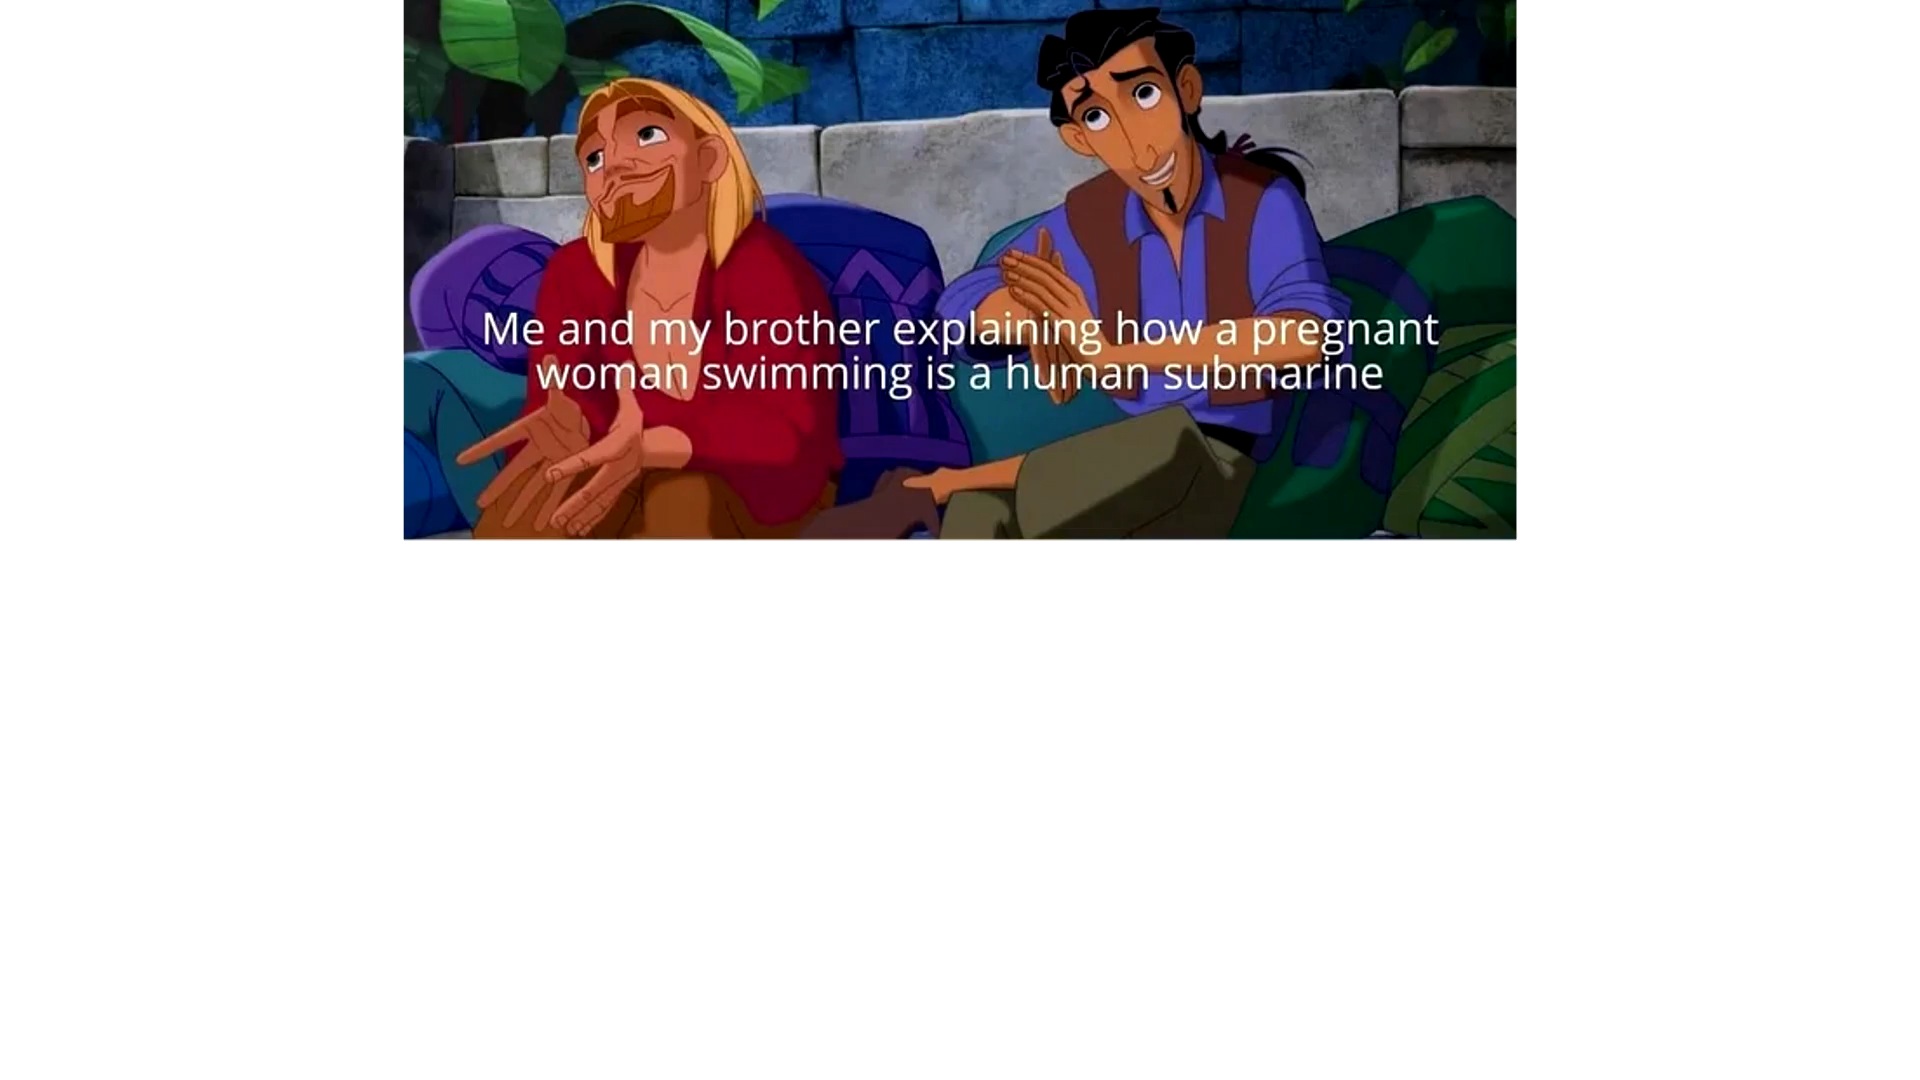 Me and my brother explaining how a pregnant
woman swimming is a human submarine